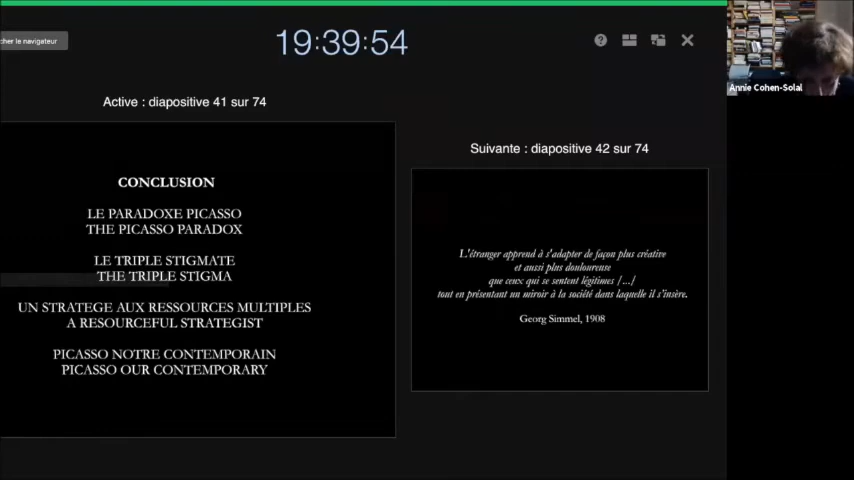 19:39:54
cher le navigateur
Annie Cohen-Solal
Active : diapositive 41 sur 74
CONCLUSION
LE PARADOXE PICASSO
THE PICASSO PARADOX
LE TRIPLE STIGMATE
THE TRIPLE STIGMA
UN STRATEGE AUX RESSOURCES MULTIPLES
A RESOURCEFUL STRATEGIST
PICASSO NOTRE CONTEMPORAIN
PICASSO OUR CONTEMPORARY
Suivante : diapositive 42 sur 74
L'étranger apprend à s'adapter de façon plus créative
et aussi plus douloureuse
que ceux qui se sentent légitimes /.../
tout en présentant un miroir à la société dans laquelle il s'insère.
Georg Simmel, 1908